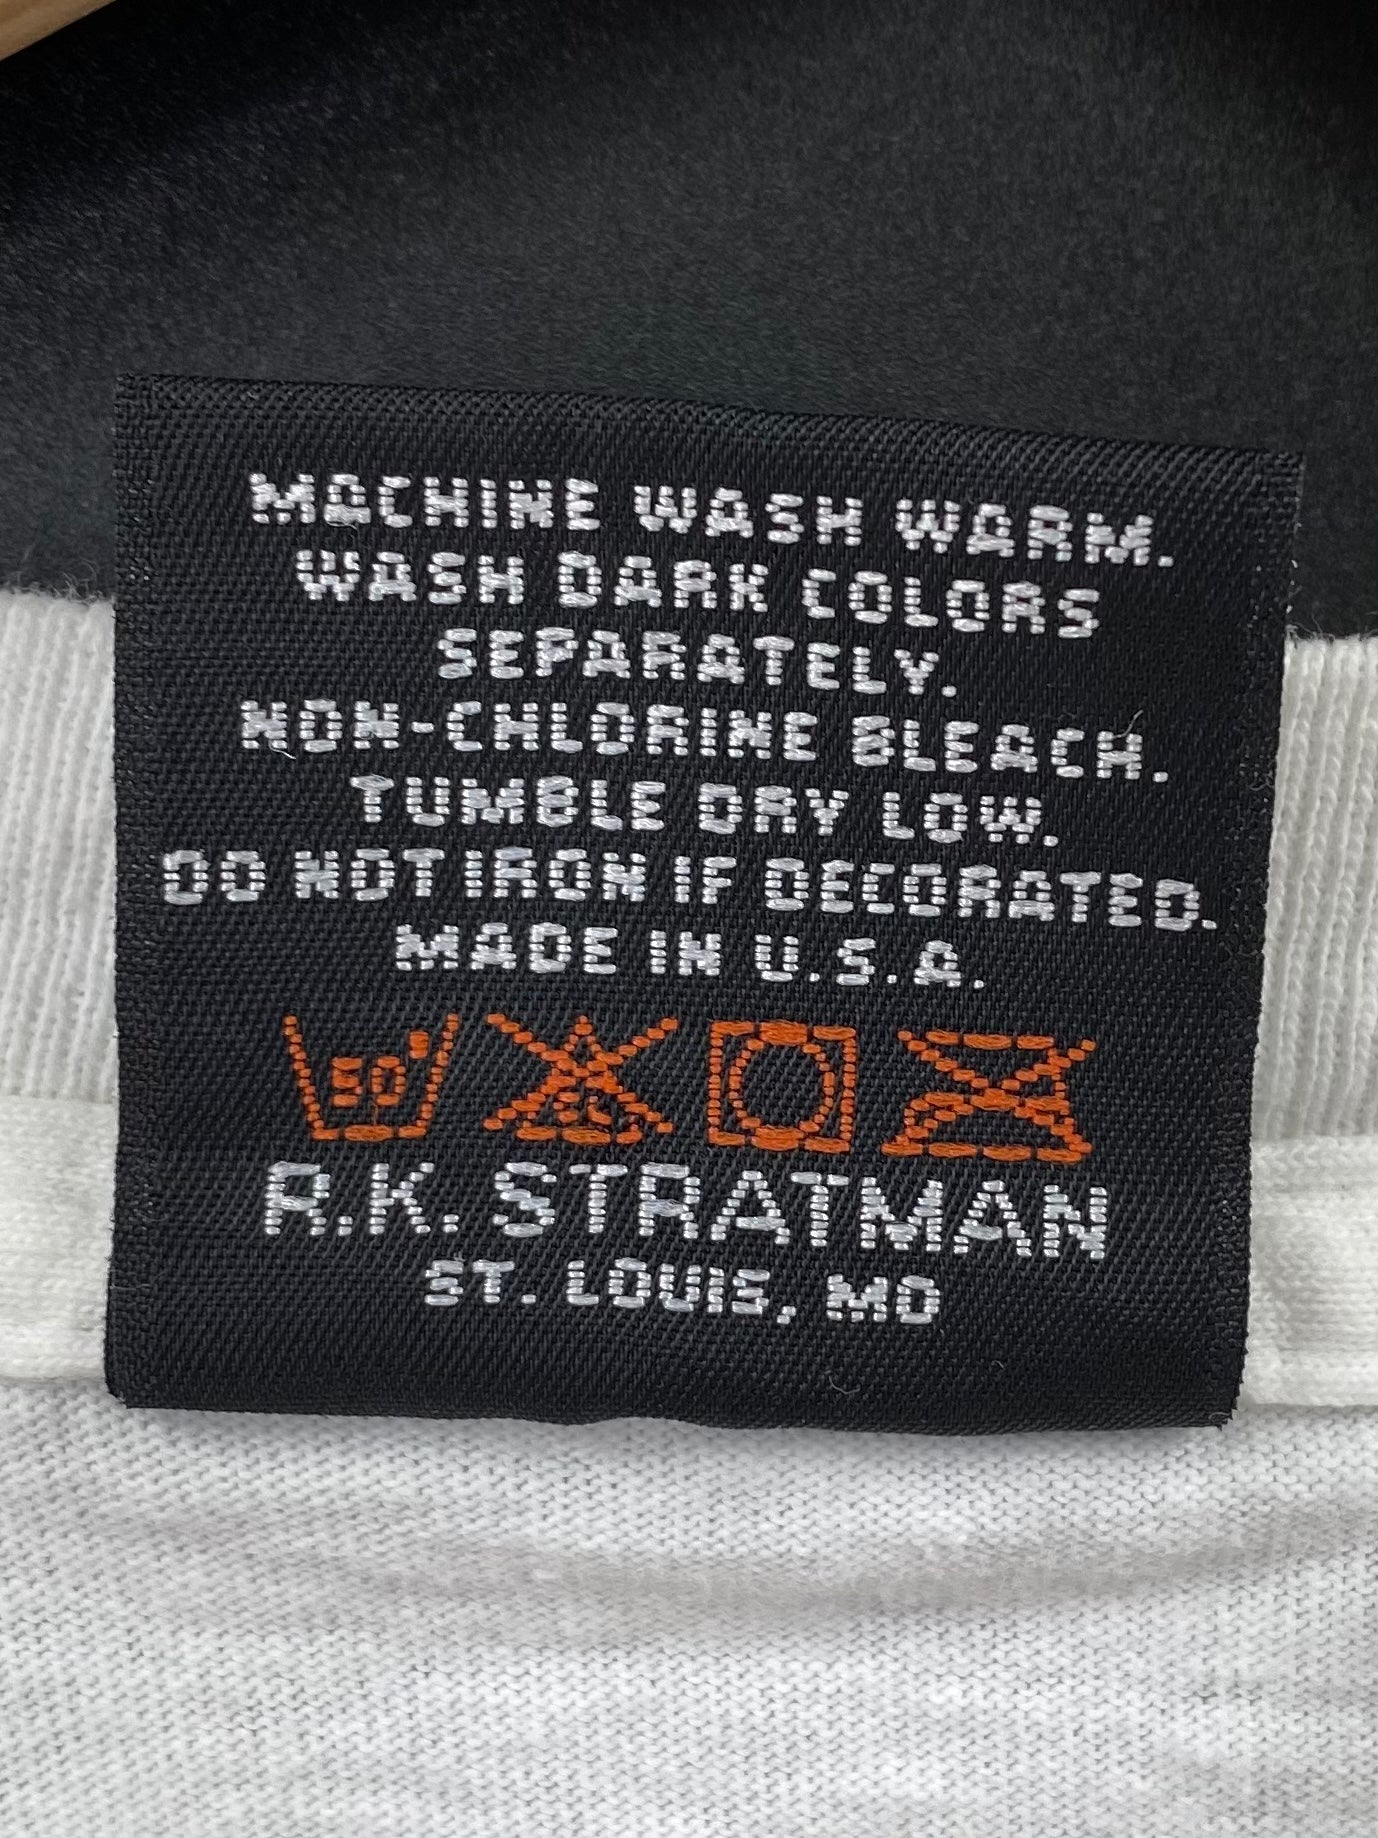 MACHINE WASH WARM.
WASH DARK COLORS
SEPARATELY.
NON-CHLORINE BLEACH.
TUMBLE DRY LOW.
DO NOT IRON IF DECORATED.
MADE IN U.S.A.
50° CL
R.K. STRATMAN
ST. LOUIS, MO